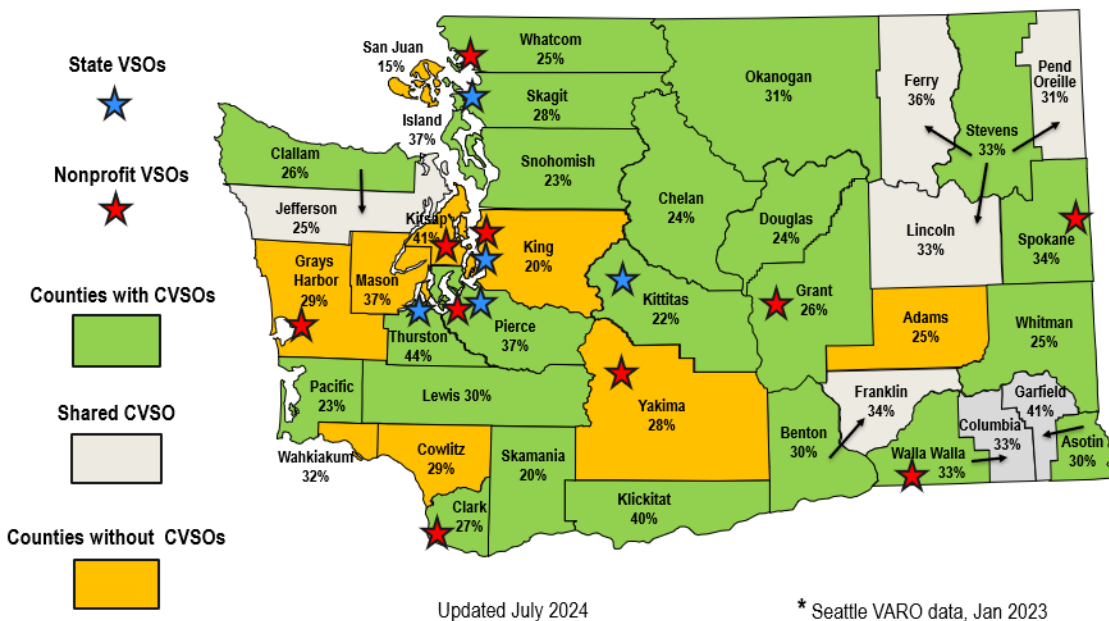 State VSOs
Nonprofit VSOs
Counties with CVSOs
Shared CVSO
Counties without CVSOs
San Juan
15%
Whatcom
25%
Skagit
28%
Island
37%
Snohomish
23%
Okanogan
31%
Ferry
36%
Stevens
33%
Pend
Oreille
31%
Clallam
26%
Jefferson
25%
Kitsap
41%
King
20%
Chelan
24%
Douglas
24%
Lincoln
33%
Spokane
34%
Grays
Harbor
29%
Mason
37%
Kittitas
22%
Grant
26%
Adams
25%
Whitman
25%
Thurston
44%
Pierce
37%
Pacific
23%
Lewis 30%
Yakima
28%
Franklin
34%
Garfield
41%
Columbia
33%
Asotin
30%
Wahkiakum
32%
Cowlitz
29%
Skamania
20%
Benton
30%
Walla Walla
33%
Clark
27%
Klickitat
40%
Updated July 2024
* Seattle VARO data, Jan 2023